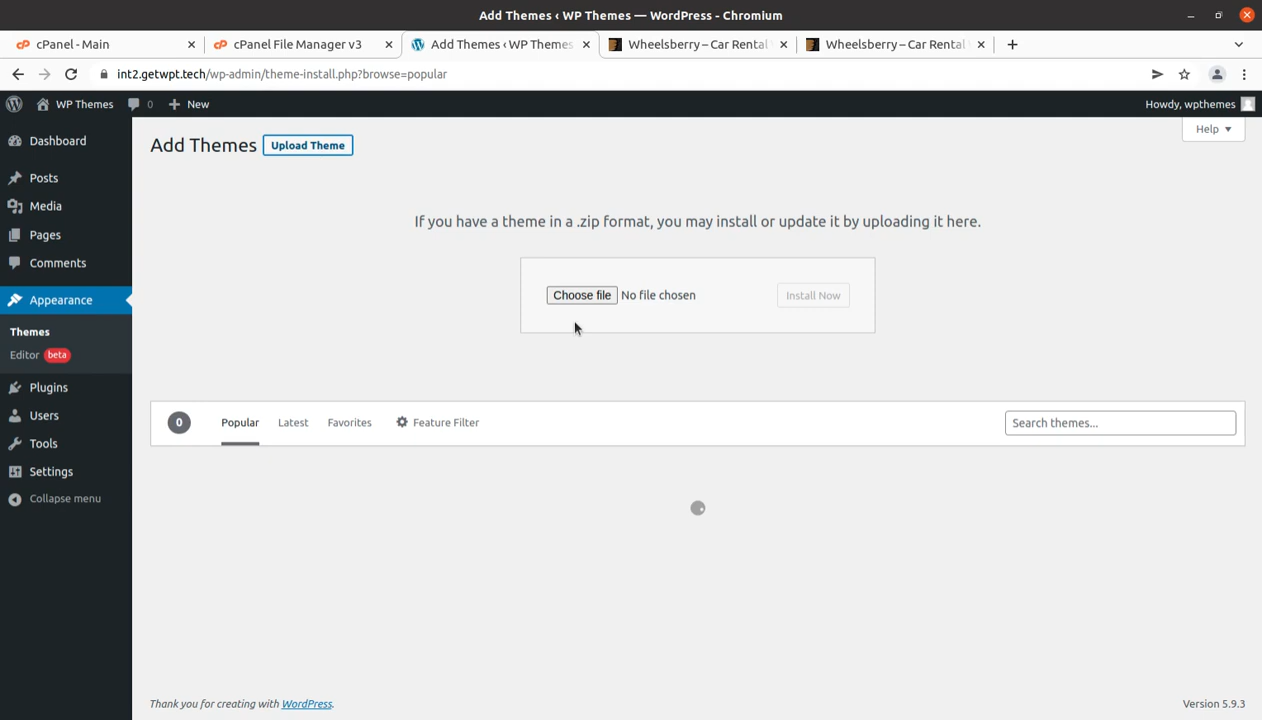 Add Themes ‹ WP Themes — WordPress - Chromium
cPanel - Main
cPanel File Manager v3
Add Themes ‹ WP Themes
Wheelsberry – Car Rental
Wheelsberry – Car Rental
int2.getwpt.tech/wp-admin/theme-install.php?browse=popular
WP Themes
0
New
Howdy, wpthemes
Dashboard
Posts
Media
Pages
Comments
Appearance
Themes
Editor beta
Plugins
Users
Tools
Settings
Collapse menu
Help
Add Themes Upload Theme
If you have a theme in a .zip format, you may install or update it by uploading it here.
Choose file No file chosen Install Now
0 Popular Latest Favorites Feature Filter Search themes...
Thank you for creating with WordPress. Version 5.9.3